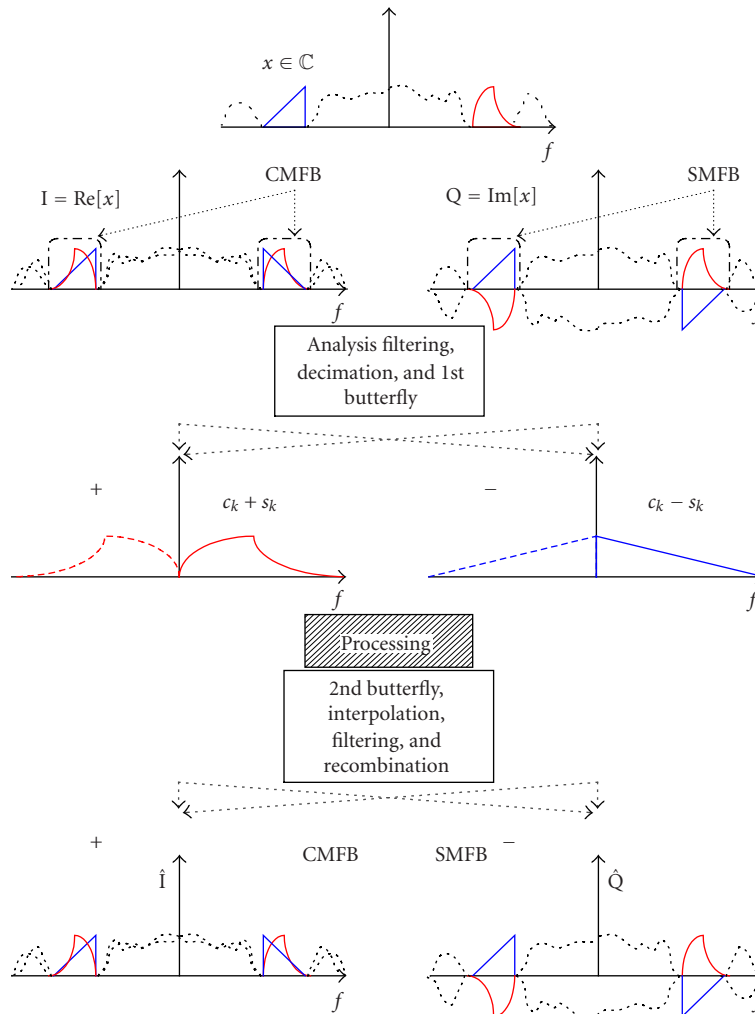 x ∈ ℂ
f
I = Re[x]
CMFB
Q = Im[x]
SMFB
f
f
Analysis filtering,
decimation, and 1st
butterfly
+
c_k + s_k
−
c_k − s_k
f
f
Processing
2nd butterfly,
interpolation,
filtering, and
recombination
+
CMFB
SMFB
−
Î
Q̂
f